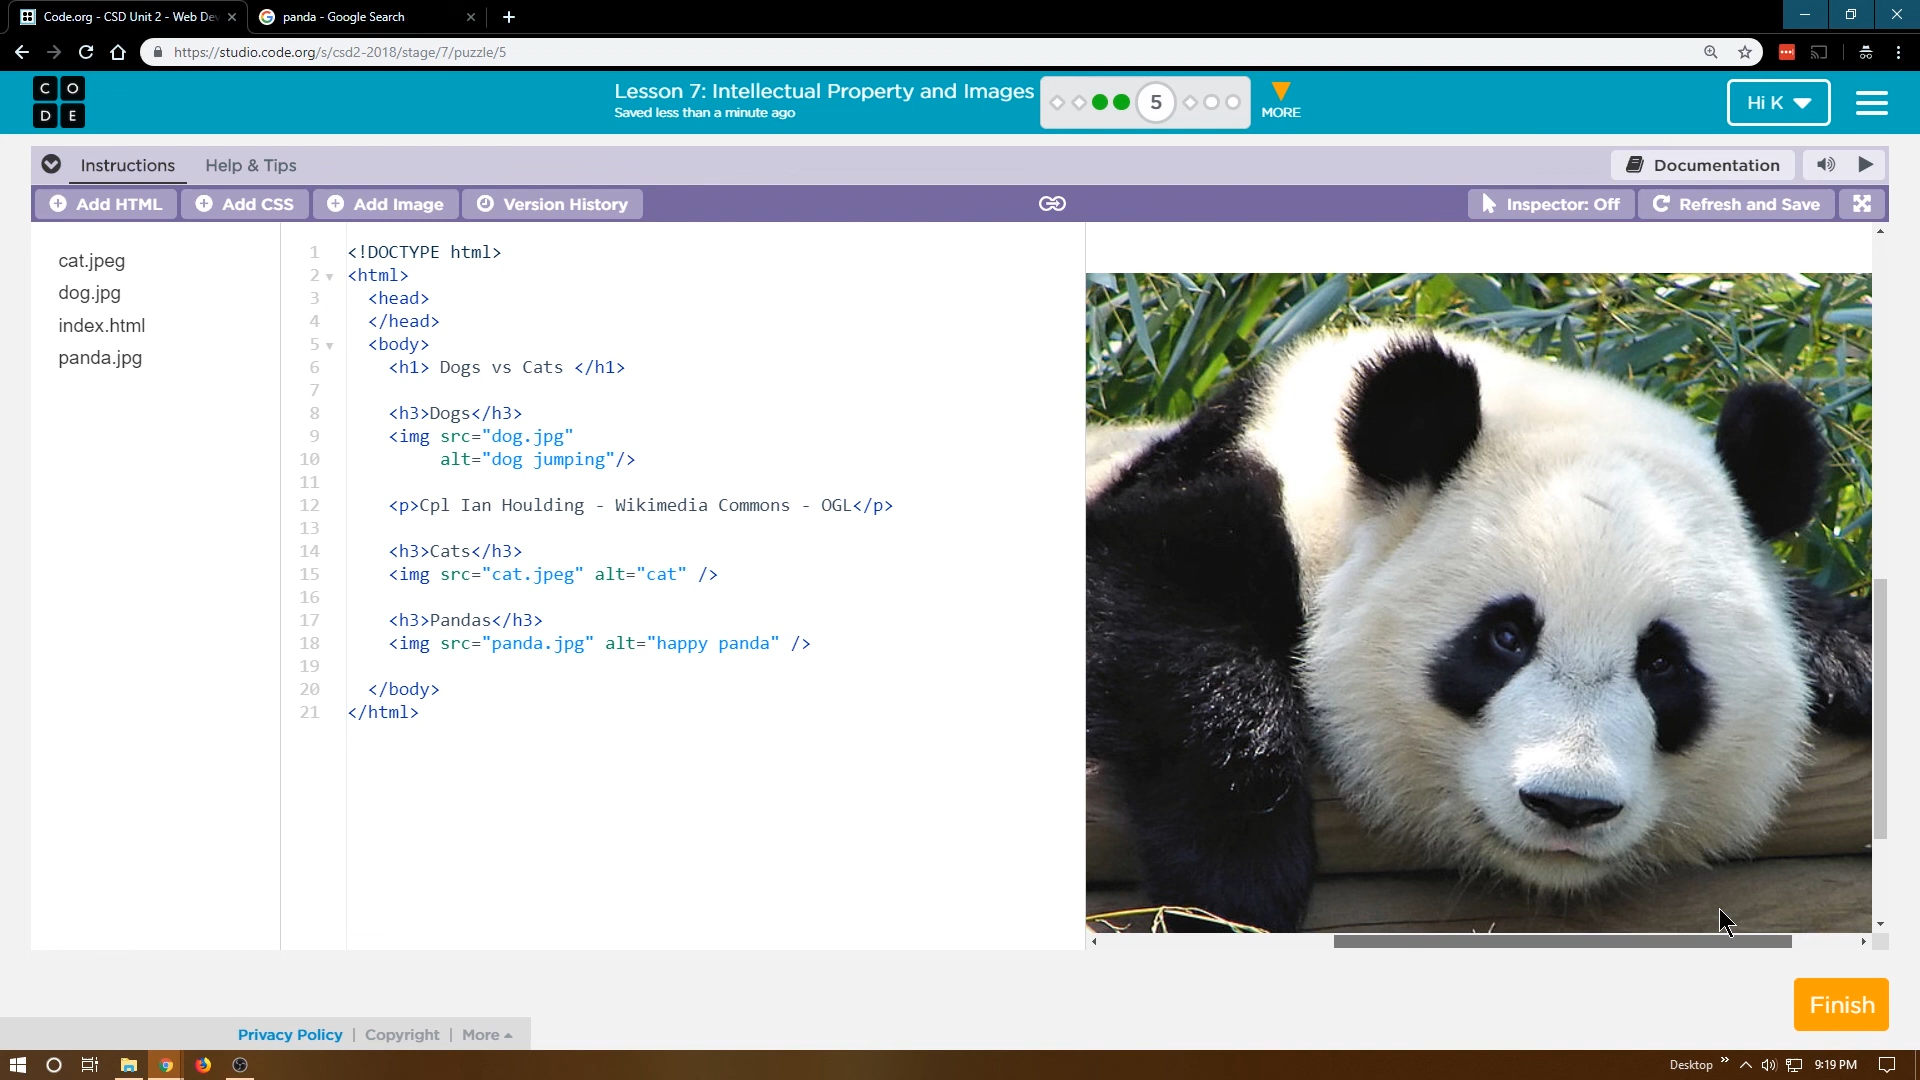 Code.org - CSD Unit 2 - Web De
panda - Google Search
https://studio.code.org/s/csd2-2018/stage/7/puzzle/5
C O
D E
Lesson 7: Intellectual Property and Images
Saved less than a minute ago
5
MORE
Hi K
Instructions
Help & Tips
Documentation
Add HTML
Add CSS
Add Image
Version History
Inspector: Off
Refresh and Save
cat.jpeg
dog.jpg
index.html
panda.jpg
1 <!DOCTYPE html>
2 <html>
3 <head>
4 </head>
5 <body>
6 <h1> Dogs vs Cats </h1>
7
8 <h3>Dogs</h3>
9 <img src="dog.jpg"
10 alt="dog jumping"/>
11
12 <p>Cpl Ian Houlding - Wikimedia Commons - OGL</p>
13
14 <h3>Cats</h3>
15 <img src="cat.jpeg" alt="cat" />
16
17 <h3>Pandas</h3>
18 <img src="panda.jpg" alt="happy panda" />
19
20 </body>
21 </html>
Finish
Privacy Policy | Copyright | More
Desktop
9:19 PM